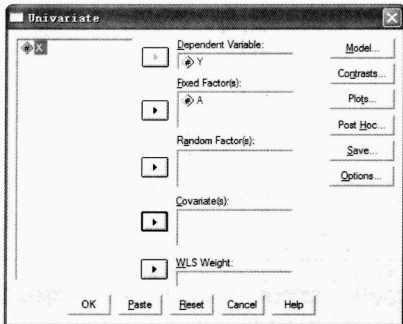 Univariate
X
Dependent Variable:
Y
Fixed Factor(s):
A
Random Factor(s):
Covariate(s):
WLS Weight:
Model...
Contrasts...
Plots...
Post Hoc...
Save...
Options...
OK
Paste
Reset
Cancel
Help